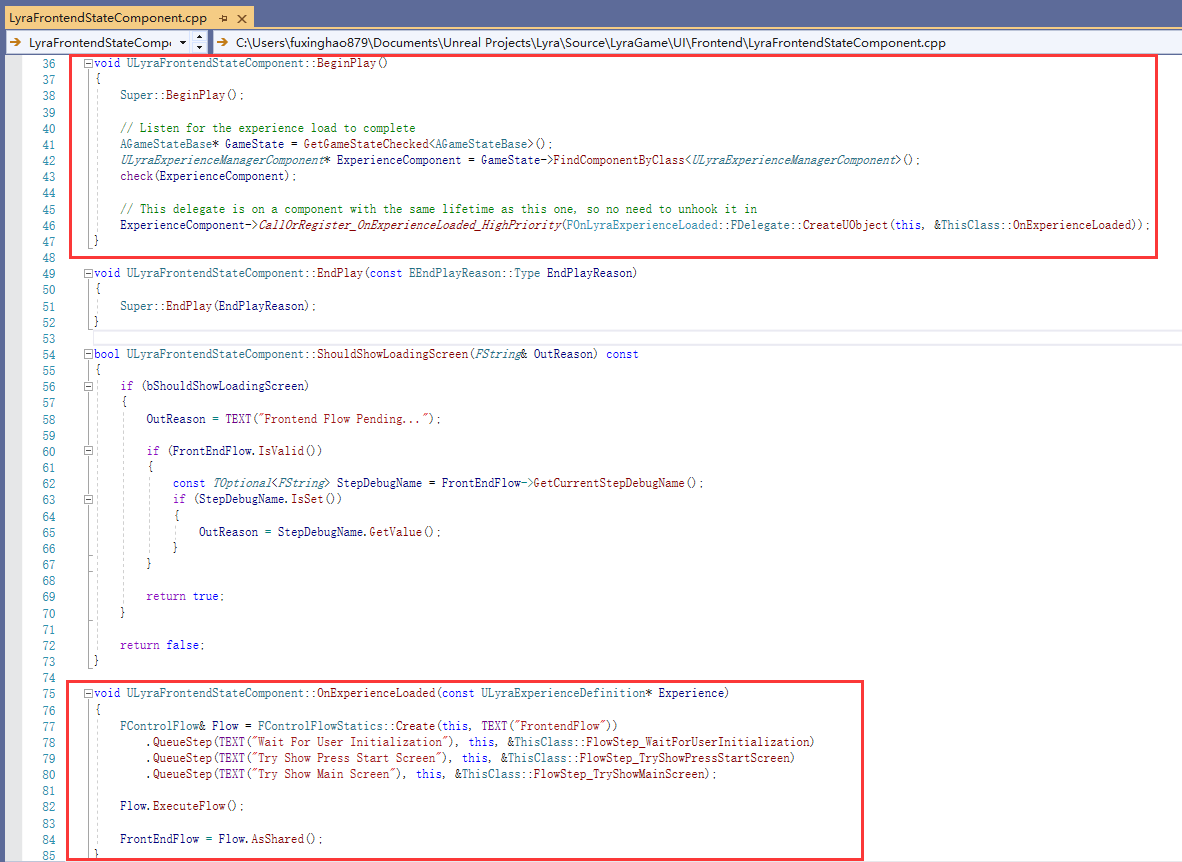 LyraFrontendStateComponent.cpp
LyraFrontendStateCompo
C:\Users\fuxinghao879\Documents\Unreal Projects\Lyra\Source\LyraGame\UI\Frontend\LyraFrontendStateComponent.cpp
36 void ULyraFrontendStateComponent::BeginPlay()
37 {
38 Super::BeginPlay();
39
40 // Listen for the experience load to complete
41 AGameStateBase* GameState = GetGameStateChecked<AGameStateBase>();
42 ULyraExperienceManagerComponent* ExperienceComponent = GameState->FindComponentByClass<ULyraExperienceManagerComponent>();
43 check(ExperienceComponent);
44
45 // This delegate is on a component with the same lifetime as this one, so no need to unhook it in
46 ExperienceComponent->CallOrRegister_OnExperienceLoaded_HighPriority(FOnLyraExperienceLoaded::FDelegate::CreateUObject(this, &ThisClass::OnExperienceLoaded));
47 }
48
49 void ULyraFrontendStateComponent::EndPlay(const EEndPlayReason::Type EndPlayReason)
50 {
51 Super::EndPlay(EndPlayReason);
52 }
53
54 bool ULyraFrontendStateComponent::ShouldShowLoadingScreen(FString& OutReason) const
55 {
56 if (bShouldShowLoadingScreen)
57 {
58 OutReason = TEXT("Frontend Flow Pending...");
59
60 if (FrontEndFlow.IsValid())
61 {
62 const TOptional<FString> StepDebugName = FrontEndFlow->GetCurrentStepDebugName();
63 if (StepDebugName.IsSet())
64 {
65 OutReason = StepDebugName.GetValue();
66 }
67 }
68
69 return true;
70 }
71
72 return false;
73 }
74
75 void ULyraFrontendStateComponent::OnExperienceLoaded(const ULyraExperienceDefinition* Experience)
76 {
77 FControlFlow& Flow = FControlFlowStatics::Create(this, TEXT("FrontendFlow"))
78 .QueueStep(TEXT("Wait For User Initialization"), this, &ThisClass::FlowStep_WaitForUserInitialization)
79 .QueueStep(TEXT("Try Show Press Start Screen"), this, &ThisClass::FlowStep_TryShowPressStartScreen)
80 .QueueStep(TEXT("Try Show Main Screen"), this, &ThisClass::FlowStep_TryShowMainScreen);
81
82 Flow.ExecuteFlow();
83
84 FrontEndFlow = Flow.AsShared();
85 }